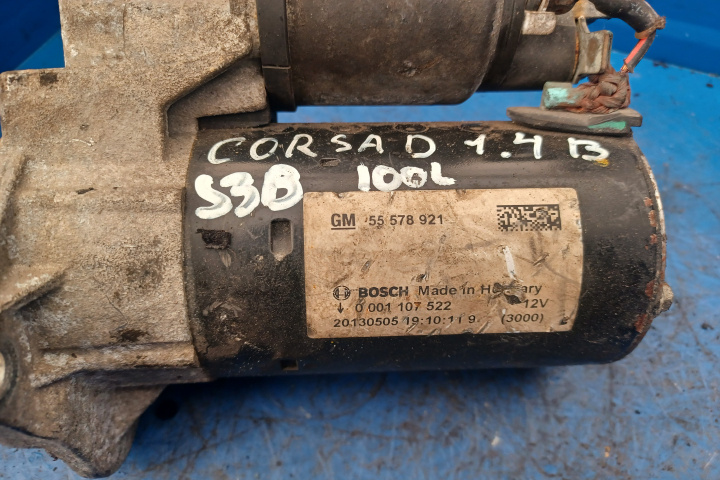 CORSA D 1.4 B
S3B 100L
GM 55 578 921
BOSCH Made in Hungary
0 001 107 522 12V
20130505 19:10:11 9. (3000)